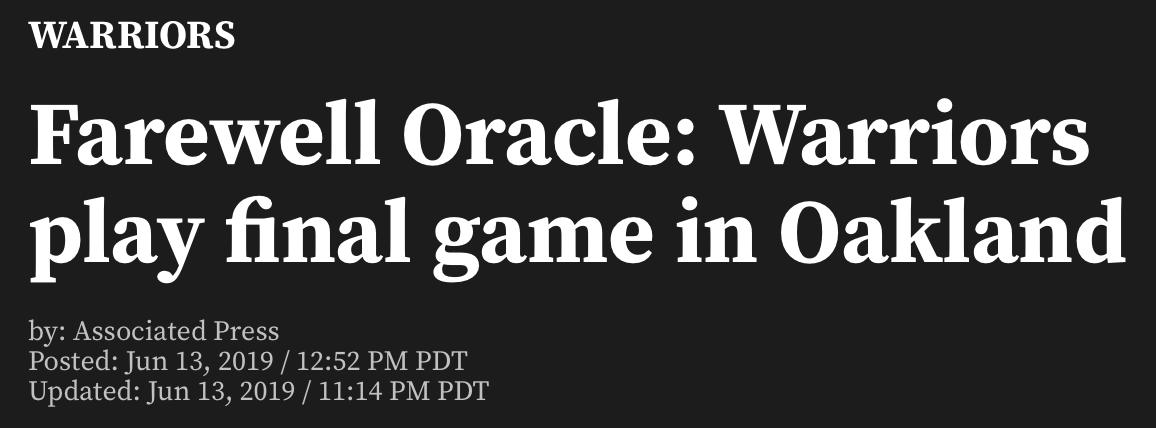 WARRIORS
Farewell Oracle: Warriors
play final game in Oakland
by: Associated Press
Posted: Jun 13, 2019 / 12:52 PM PDT
Updated: Jun 13, 2019 / 11:14 PM PDT